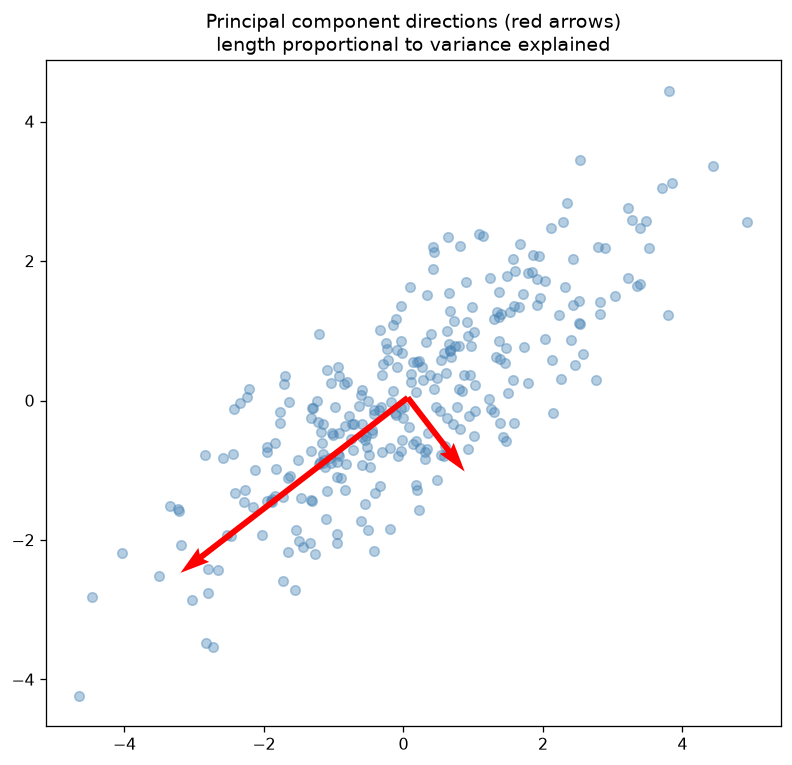 Principal component directions (red arrows)
length proportional to variance explained
4
2
0
−2
−4
−4 −2 0 2 4